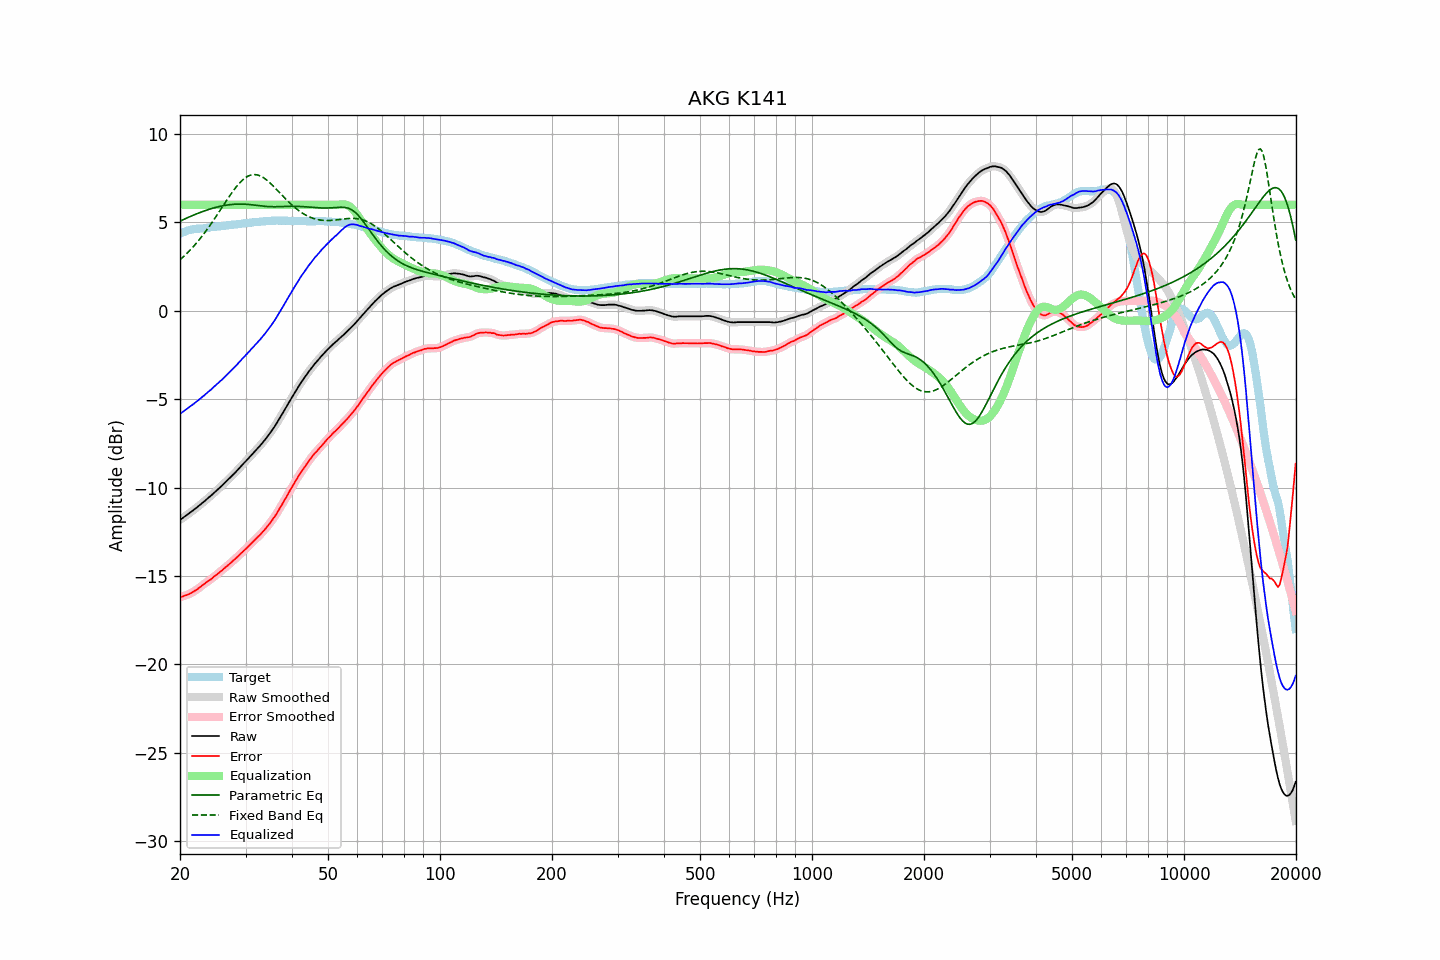 AKG K141
Amplitude (dBr)
10
5
0
−5
−10
−15
−20
−25
−30
Target
Raw Smoothed
Error Smoothed
Raw
Error
Equalization
Parametric Eq
Fixed Band Eq
Equalized
20 50 100 200 500 1000 2000 5000 10000 20000
Frequency (Hz)